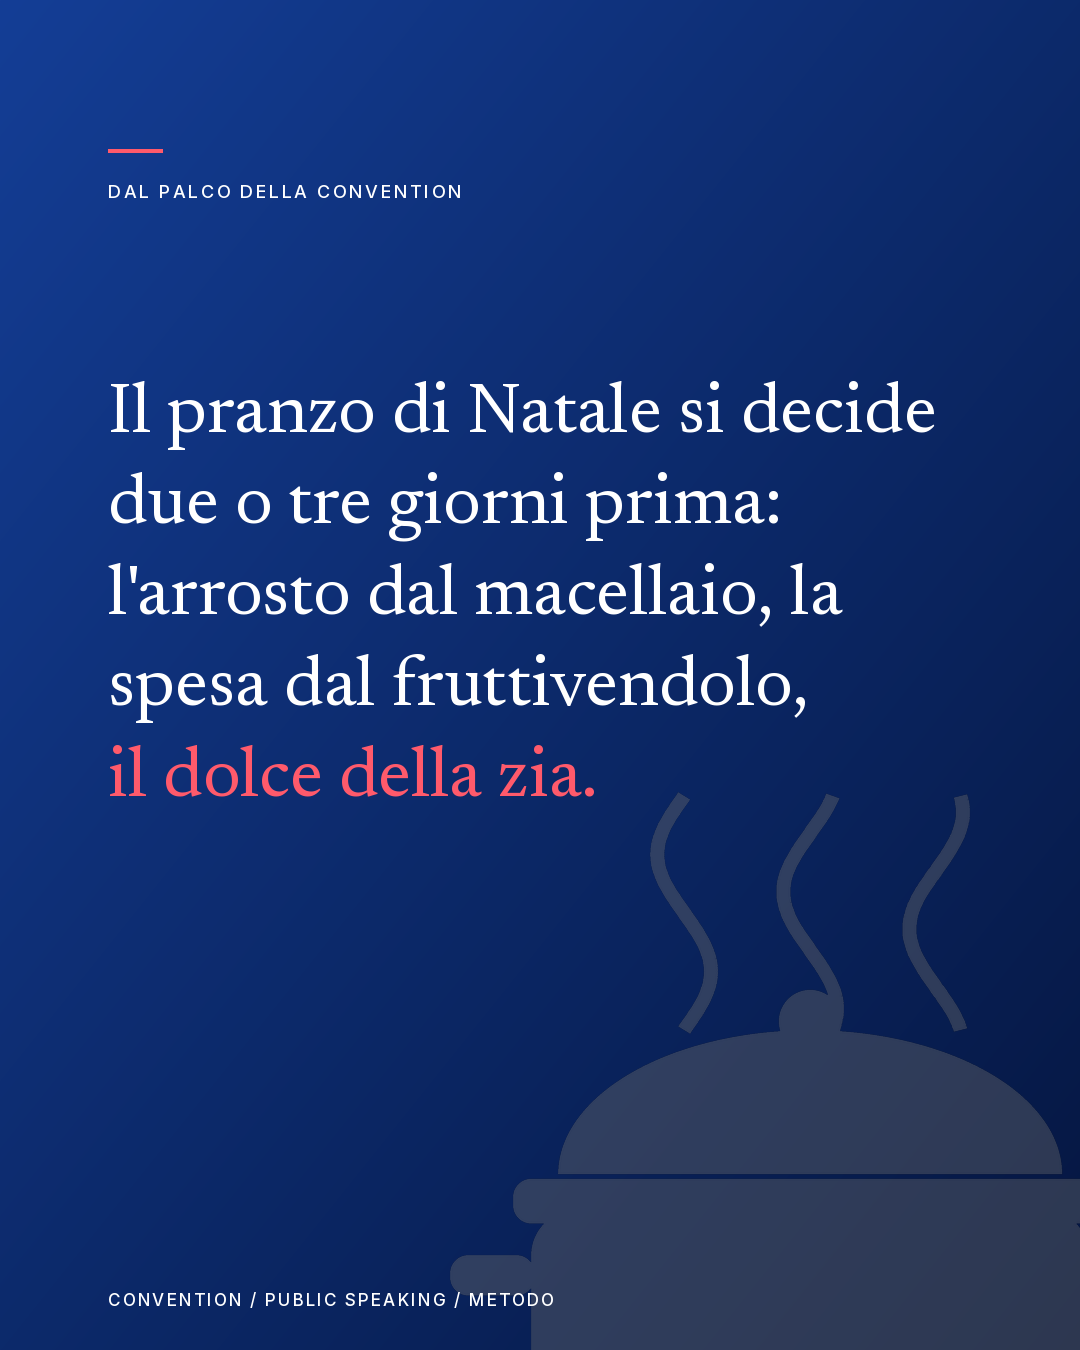 DAL PALCO DELLA CONVENTION
Il pranzo di Natale si decide
due o tre giorni prima:
l'arrosto dal macellaio, la
spesa dal fruttivendolo,
il dolce della zia.
CONVENTION / PUBLIC SPEAKING / METODO